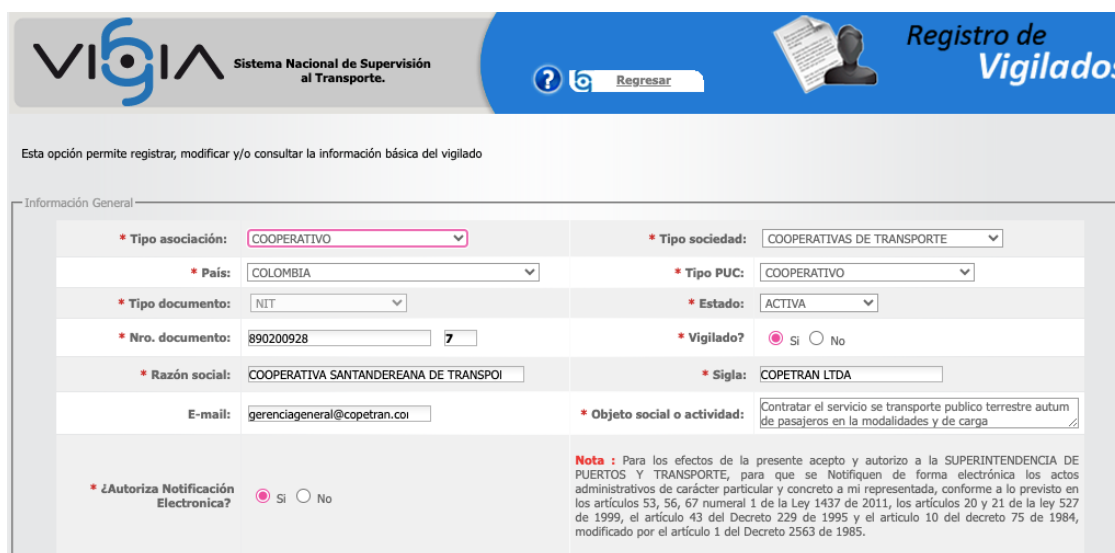 VIGIA
Sistema Nacional de Supervisión
al Transporte.
? Regresar
Registro de
Vigilados
Esta opción permite registrar, modificar y/o consultar la información básica del vigilado
Información General
* Tipo asociación: COOPERATIVO * Tipo sociedad: COOPERATIVAS DE TRANSPORTE
* País: COLOMBIA * Tipo PUC: COOPERATIVO
* Tipo documento: NIT * Estado: ACTIVA
* Nro. documento: 890200928 7 * Vigilado? Si No
* Razón social: COOPERATIVA SANTANDEREANA DE TRANSPOI * Sigla: COPETRAN LTDA
E-mail: gerenciageneral@copetran.coi * Objeto social o actividad: Contratar el servicio se transporte publico terrestre autum
de pasajeros en la modalidades y de carga
* ¿Autoriza Notificación
Electronica? Si No
Nota : Para los efectos de la presente acepto y autorizo a la SUPERINTENDENCIA DE
PUERTOS Y TRANSPORTE, para que se Notifiquen de forma electrónica los actos
administrativos de carácter particular y concreto a mi representada, conforme a lo previsto en
los artículos 53, 56, 67 numeral 1 de la Ley 1437 de 2011, los artículos 20 y 21 de la ley 527
de 1999, el artículo 43 del Decreto 229 de 1995 y el articulo 10 del decreto 75 de 1984,
modificado por el artículo 1 del Decreto 2563 de 1985.